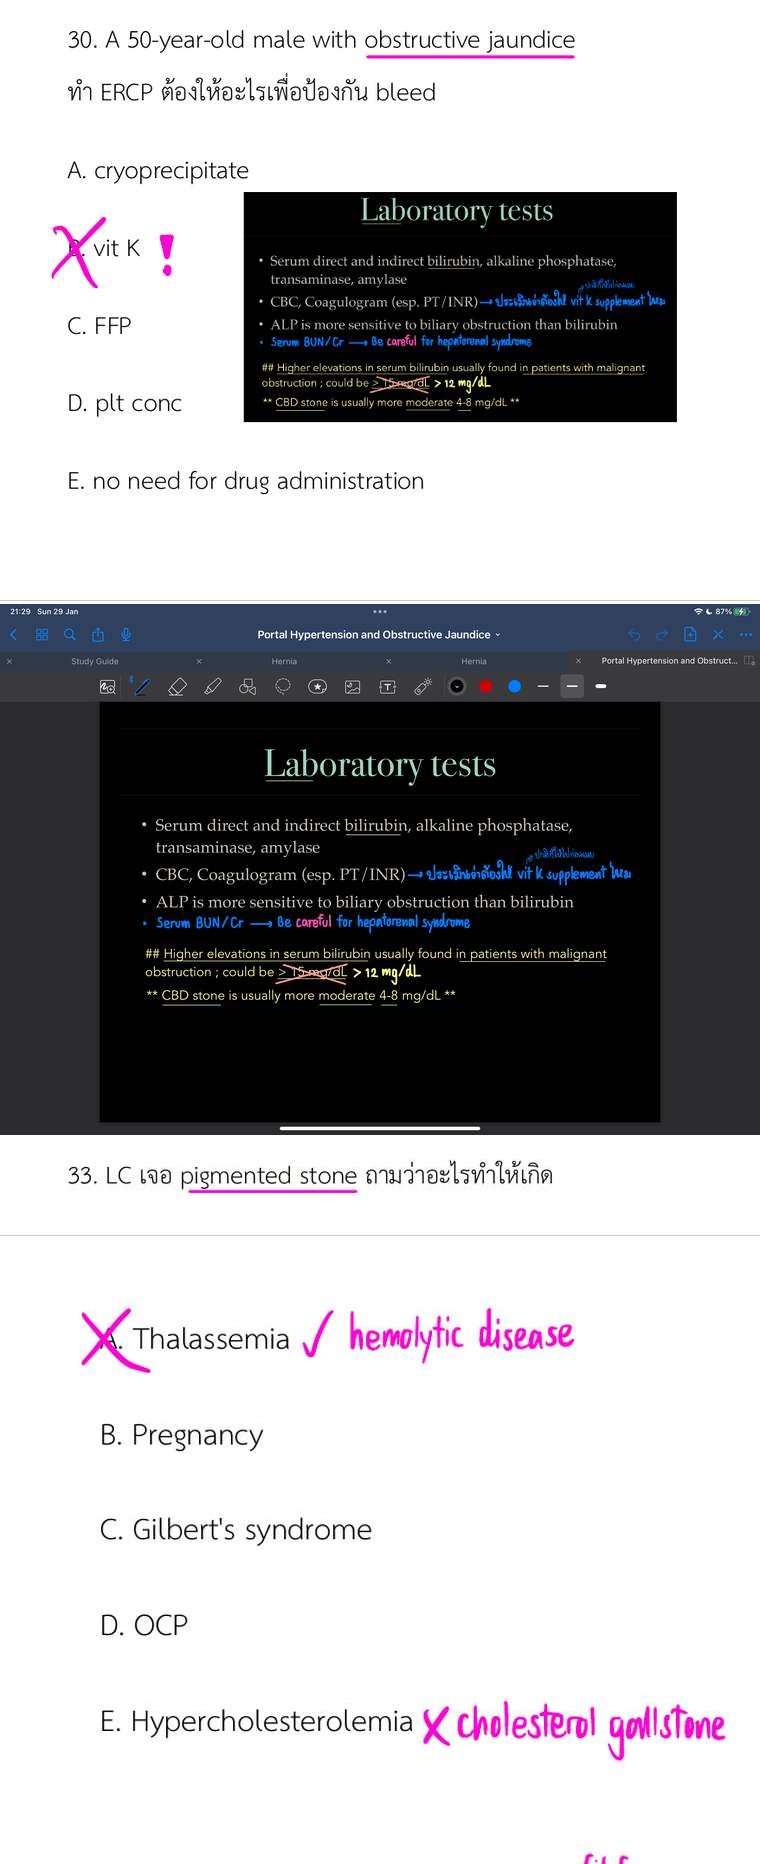 30. A 50-year-old male with obstructive jaundice
ทำ ERCP ต้องให้อะไรเพื่อป้องกัน bleed
A. cryoprecipitate
B. vit K !
C. FFP
D. plt conc
E. no need for drug administration
Laboratory tests
• Serum direct and indirect bilirubin, alkaline phosphatase,
transaminase, amylase
• CBC, Coagulogram (esp. PT/INR) → ประเมินว่าต้องให้ vit K supplement ไหม
• ALP is more sensitive to biliary obstruction than bilirubin
• Serum BUN/Cr → Be careful for hepatorenal syndrome
## Higher elevations in serum bilirubin usually found in patients with malignant
obstruction ; could be > 15 mg/dL > 12 mg/dL
** CBD stone is usually more moderate 4-8 mg/dL **
21:29 Sun 29 Jan
87%
Portal Hypertension and Obstructive Jaundice
Study Guide
Hernia
Hernia
Portal Hypertension and Obstruct...
Laboratory tests
• Serum direct and indirect bilirubin, alkaline phosphatase,
transaminase, amylase
• CBC, Coagulogram (esp. PT/INR) → ประเมินว่าต้องให้ vit K supplement ไหม
• ALP is more sensitive to biliary obstruction than bilirubin
• Serum BUN/Cr → Be careful for hepatorenal syndrome
## Higher elevations in serum bilirubin usually found in patients with malignant
obstruction ; could be > 15 mg/dL > 12 mg/dL
** CBD stone is usually more moderate 4-8 mg/dL **
33. LC เจอ pigmented stone ถามว่าอะไรทำให้เกิด
A. Thalassemia ✓ hemolytic disease
B. Pregnancy
C. Gilbert's syndrome
D. OCP
E. Hypercholesterolemia X cholesterol gallstone